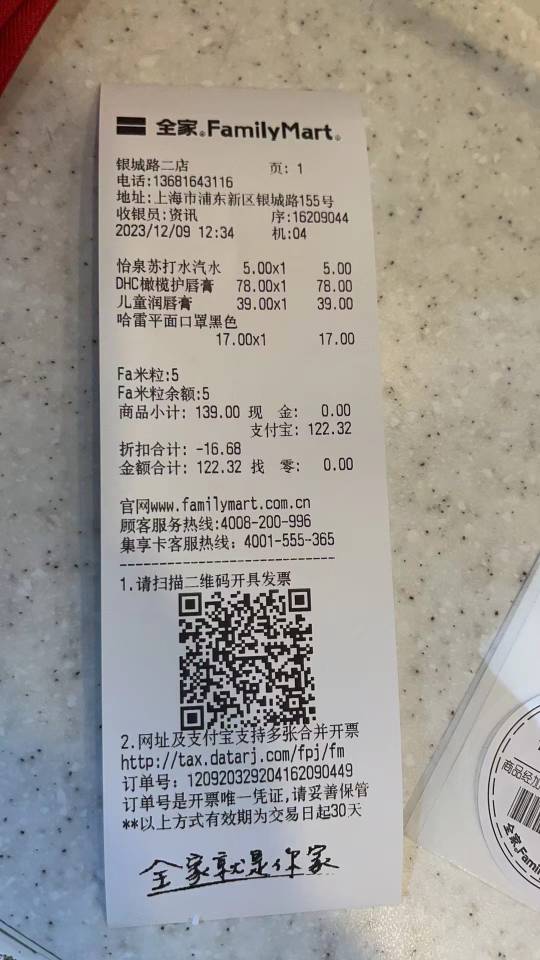 全家 FamilyMart
银城路二店 页: 1
电话:13681643116
地址:上海市浦东新区银城路155号
收银员:资讯 序:16209044
2023/12/09 12:34 机:04
怡泉苏打水汽水 5.00x1 5.00
DHC橄榄护唇膏 78.00x1 78.00
儿童润唇膏 39.00x1 39.00
哈雷平面口罩黑色
17.00x1 17.00
Fa米粒:5
Fa米粒余额:5
商品小计: 139.00 现 金: 0.00
支付宝: 122.32
折扣合计: -16.68
金额合计: 122.32 找 零: 0.00
官网www.familymart.com.cn
顾客服务热线:4008-200-996
集享卡客服热线: 4001-555-365
1.请扫描二维码开具发票
2.网址及支付宝支持多张合并开票
http://tax.datarj.com/fpj/fm
订单号: 120920329204162090449
订单号是开票唯一凭证,请妥善保管
**以上方式有效期为交易日起30天
全家就是你家
商品经加
全家.Fami